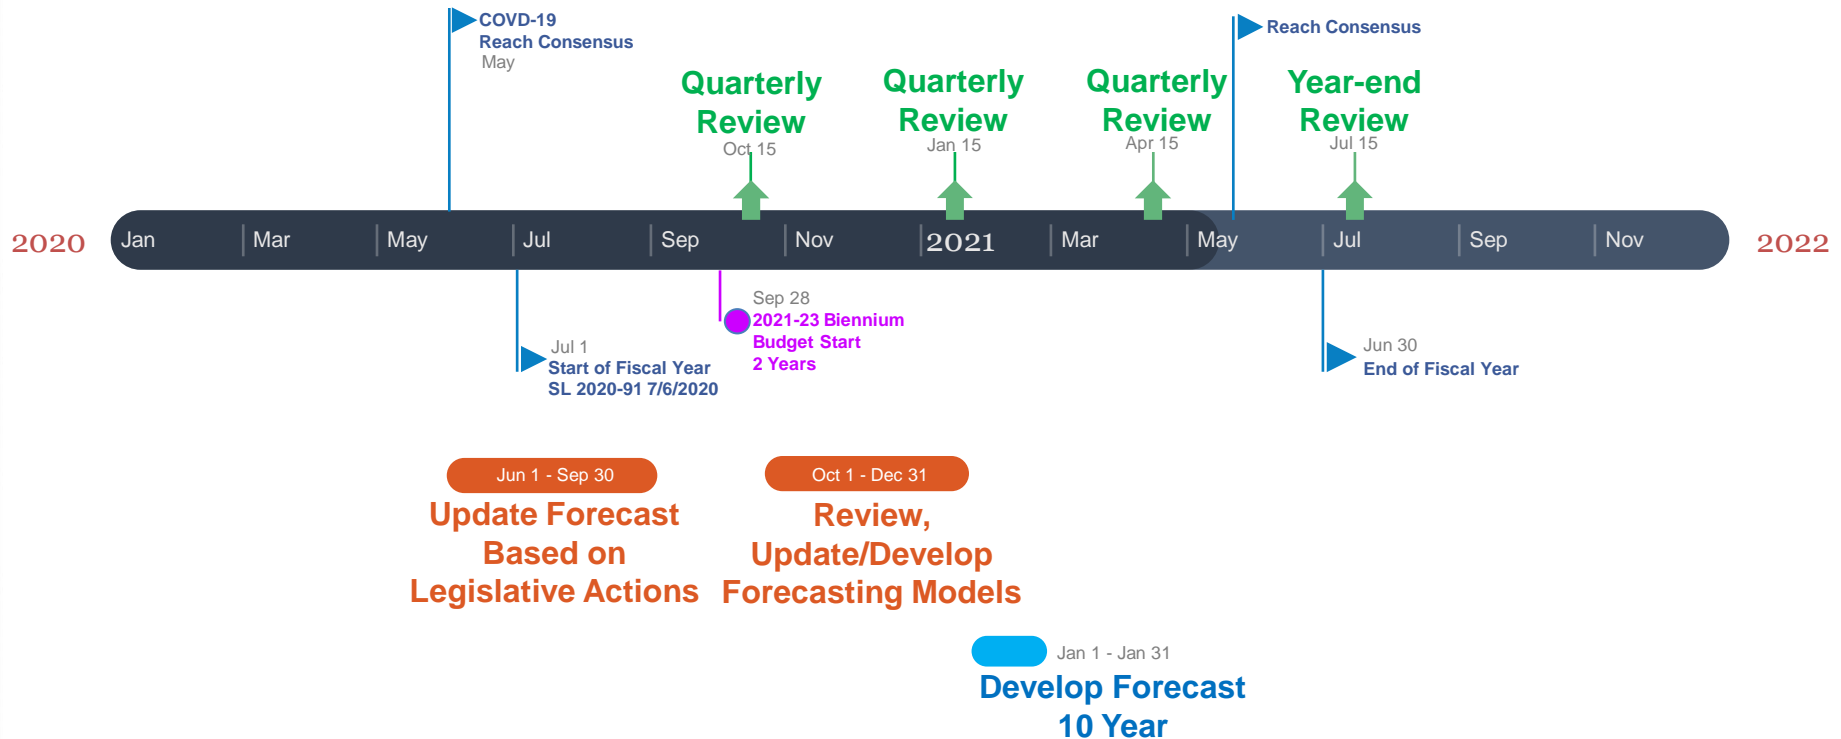 COVD-19
Reach Consensus
May
Reach Consensus
Quarterly
Review
Oct 15
Quarterly
Review
Jan 15
Quarterly
Review
Apr 15
Year-end
Review
Jul 15
2020
Jan
Mar
May
Jul
Sep
Nov
2021
Mar
May
Jul
Sep
Nov
2022
Jul 1
Start of Fiscal Year
SL 2020-91 7/6/2020
Sep 28
2021-23 Biennium
Budget Start
2 Years
Jun 30
End of Fiscal Year
Jun 1 - Sep 30
Update Forecast
Based on
Legislative Actions
Oct 1 - Dec 31
Review,
Update/Develop
Forecasting Models
Jan 1 - Jan 31
Develop Forecast
10 Year